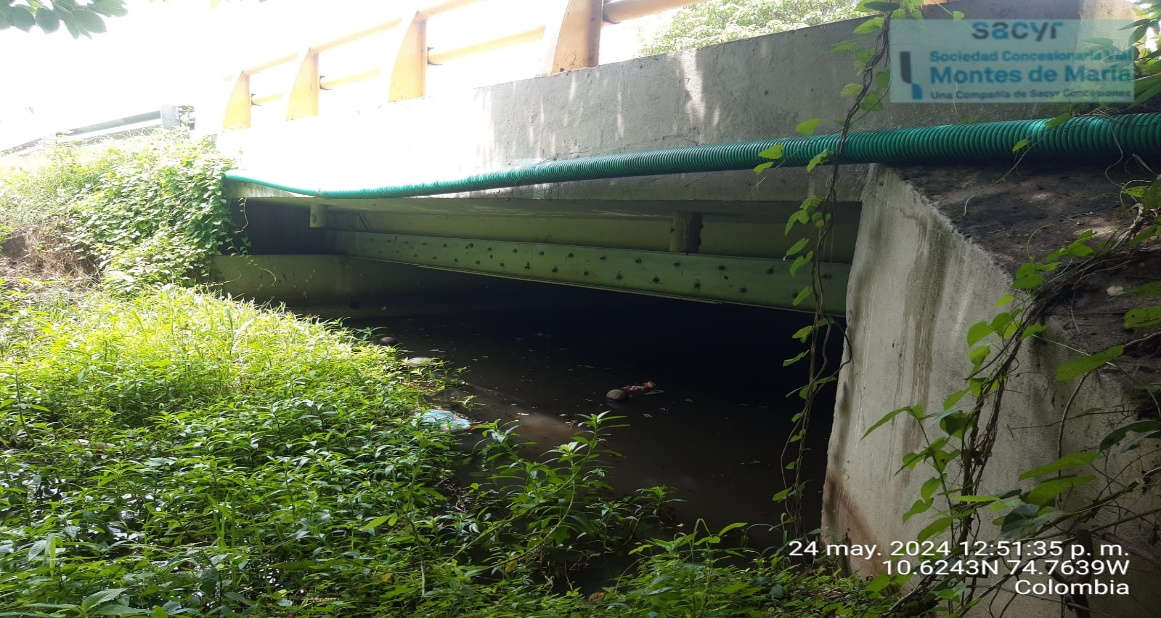 sacyr
Sociedad Concesionaria Vial
Montes de María
Una Compañía de Sacyr Concesiones
24 may. 2024 12:51:35 p. m.
10.6243N 74.7639W
Colombia